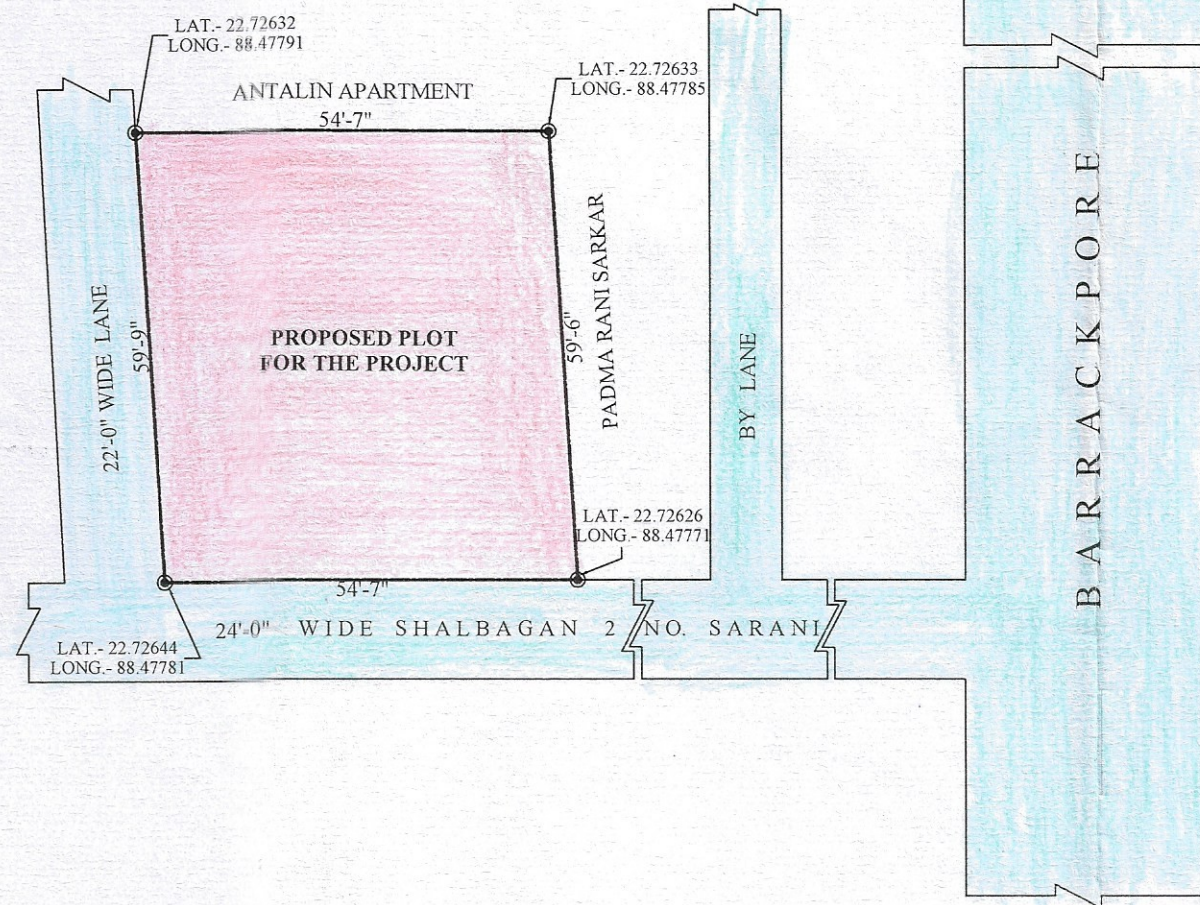 LAT.- 22.72632
LONG.- 88.47791
ANTALIN APARTMENT
54'-7"
LAT.- 22.72633
LONG.- 88.47785
22'-0" WIDE LANE
59'-9"
PROPOSED PLOT
FOR THE PROJECT
59'-6"
PADMA RANI SARKAR
BY LANE
BARRACKPORE
LAT.- 22.72626
LONG.- 88.47771
54'-7"
24'-0" WIDE SHALBAGAN 2 NO. SARANI
LAT.- 22.72644
LONG.- 88.47781